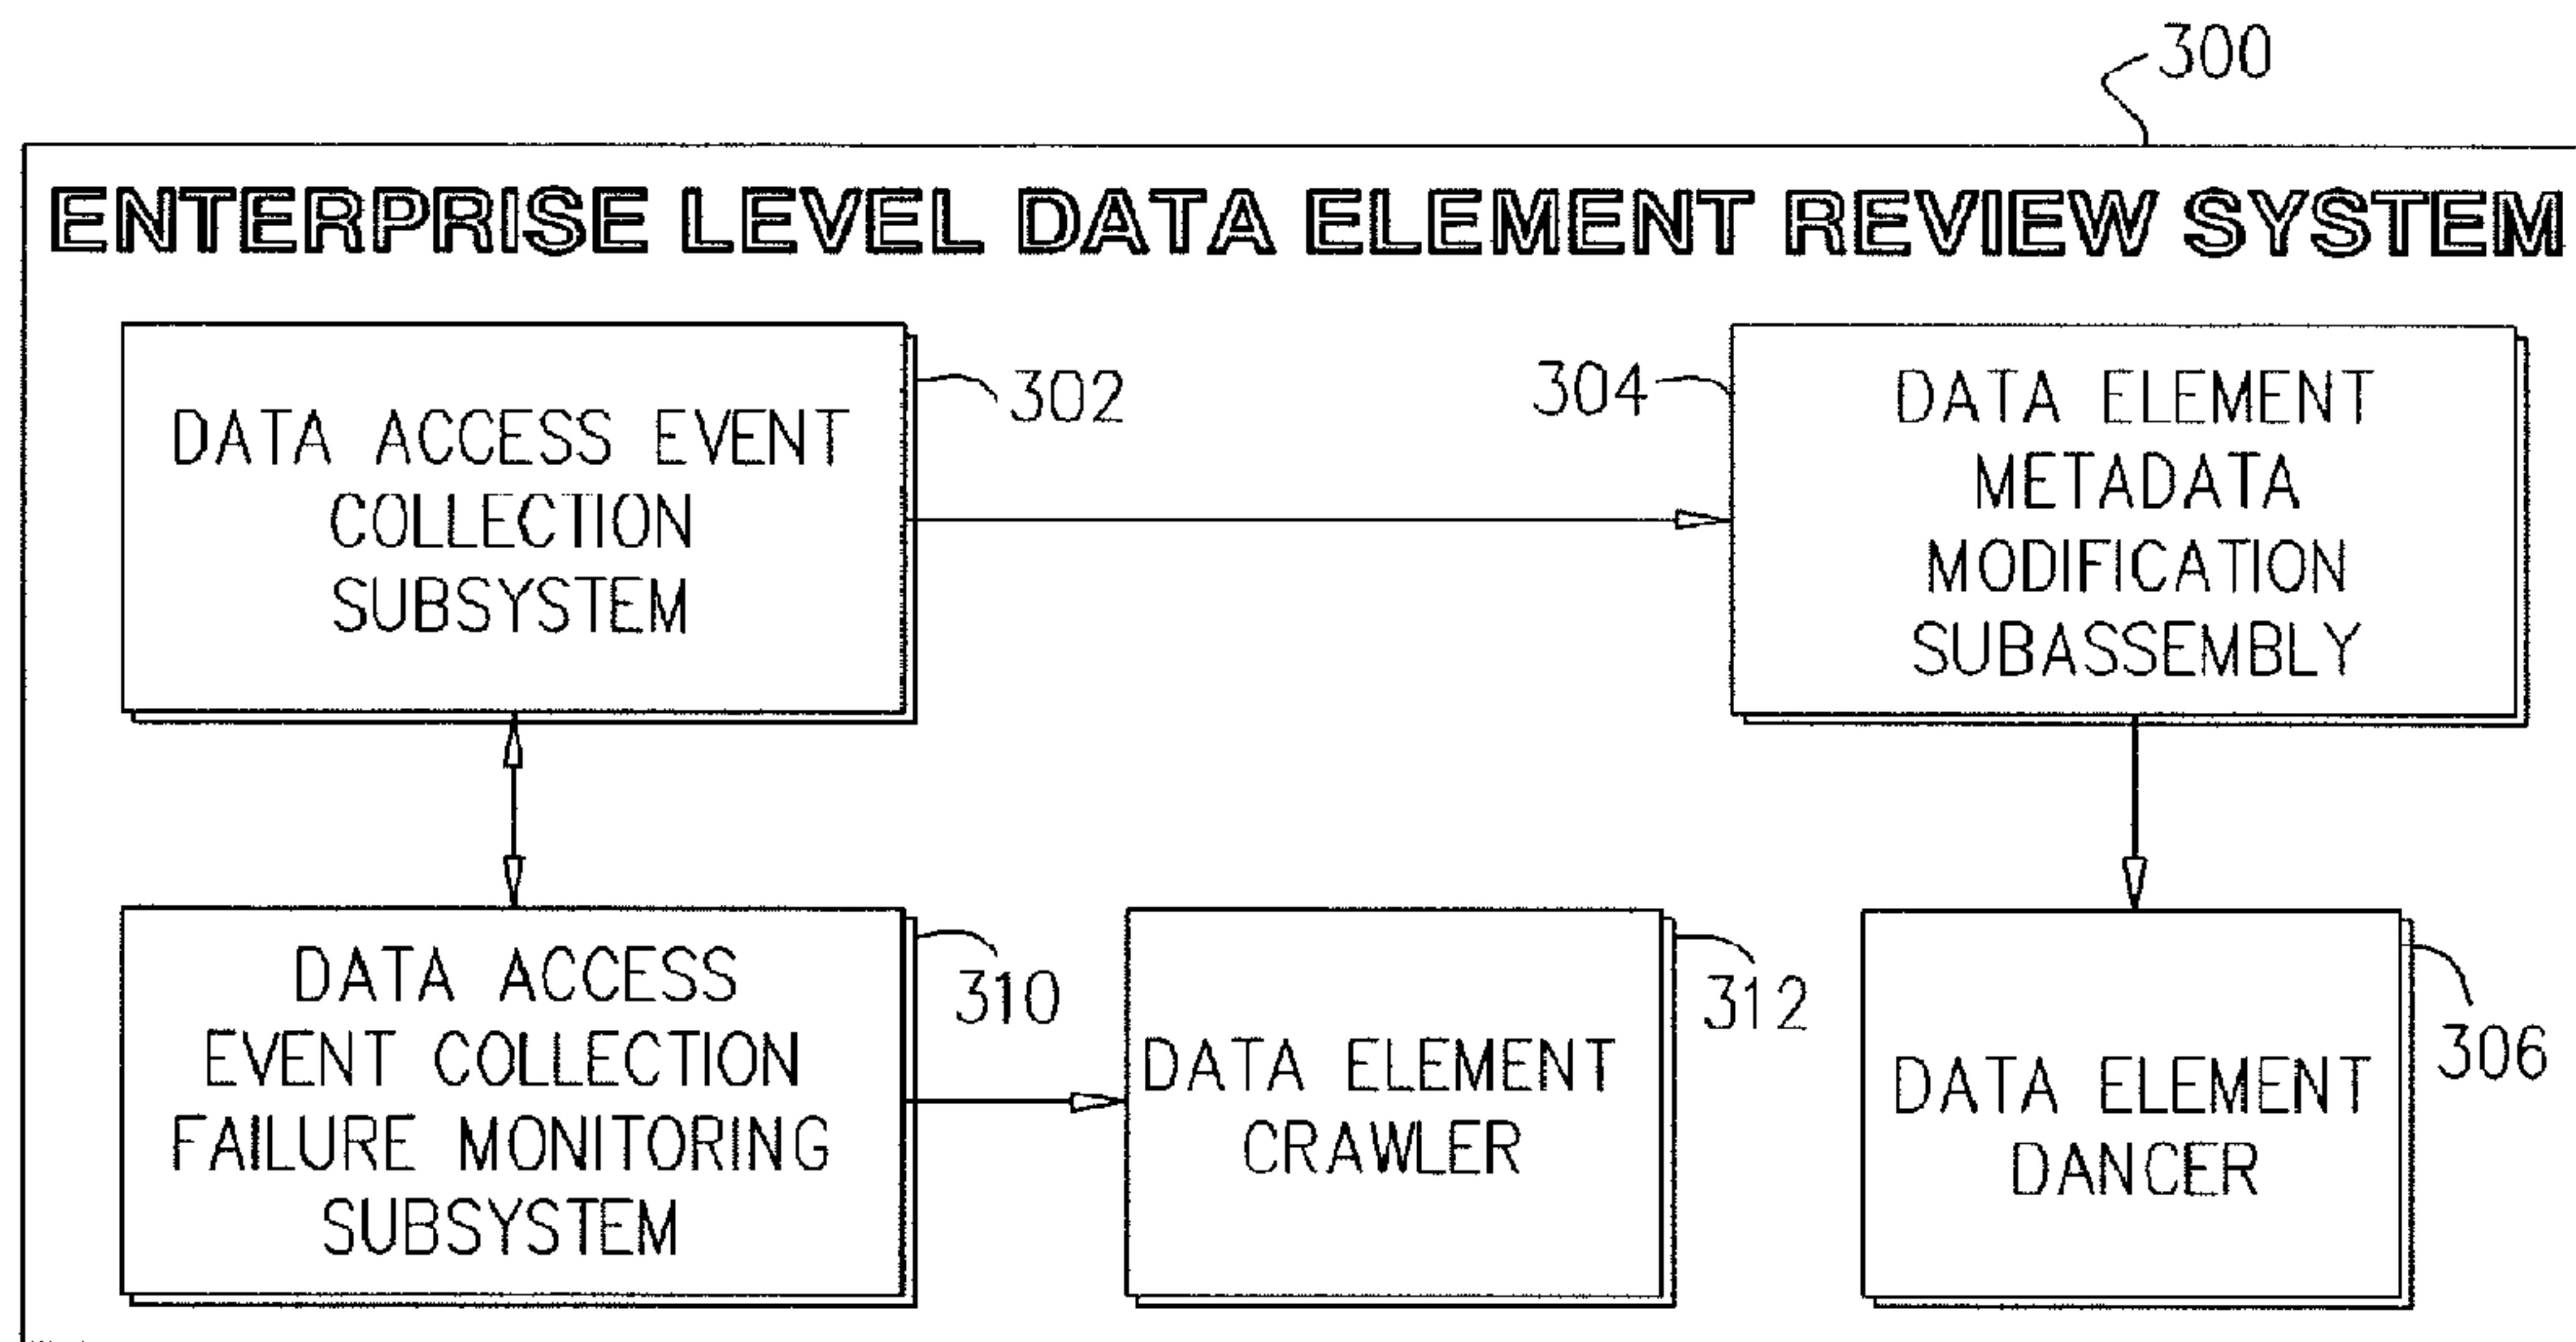 300
ENTERPRISE LEVEL DATA ELEMENT REVIEW SYSTEM
DATA ACCESS EVENT
COLLECTION
SUBSYSTEM
302
304
DATA ELEMENT
METADATA
MODIFICATION
SUBASSEMBLY
DATA ACCESS
EVENT COLLECTION
FAILURE MONITORING
SUBSYSTEM
310
DATA ELEMENT
CRAWLER
312
DATA ELEMENT
DANCER
306